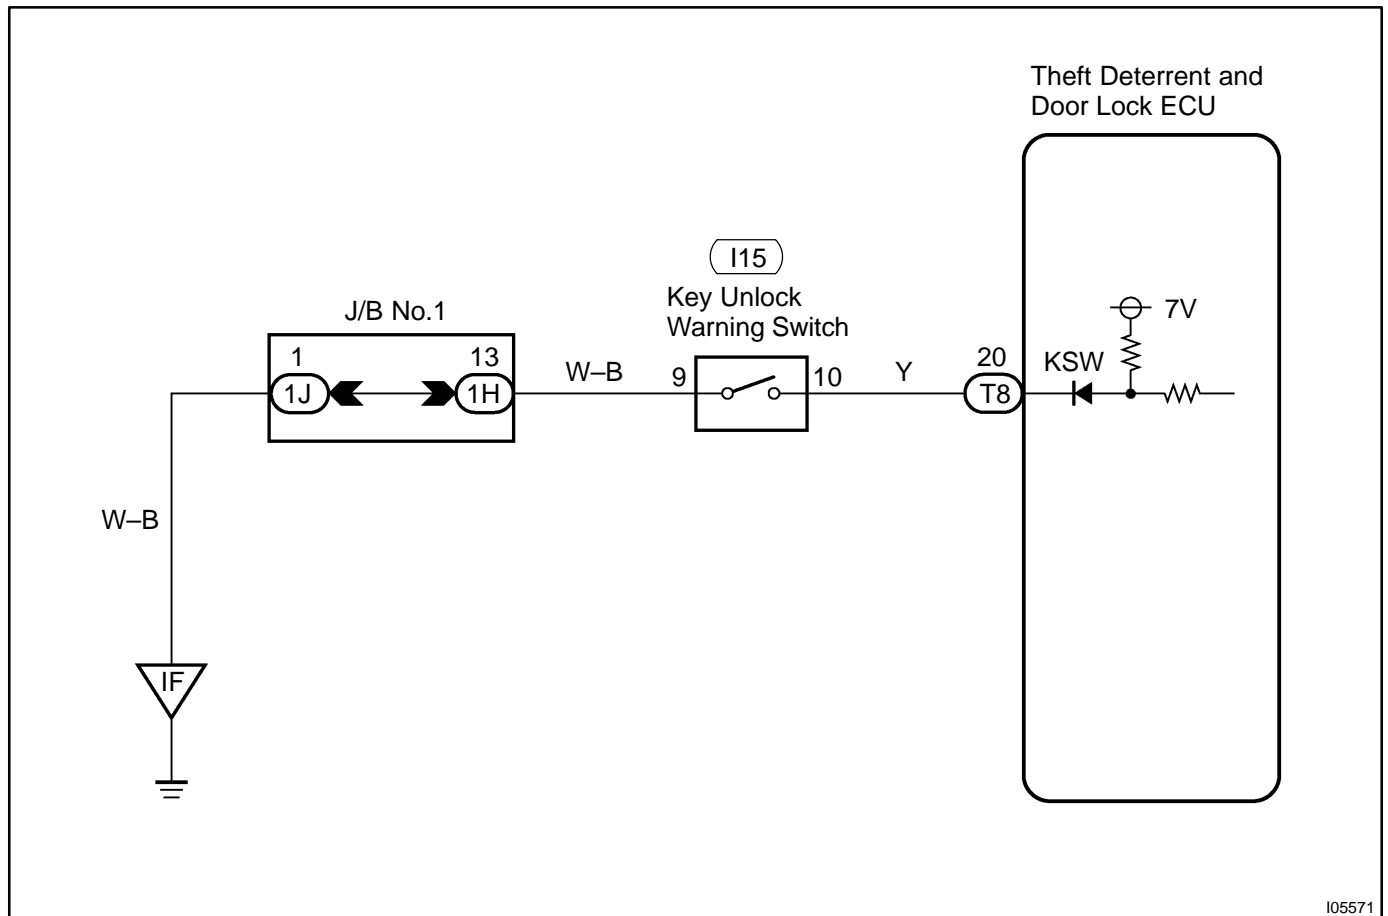 Theft Deterrent and
Door Lock ECU
I15
Key Unlock
Warning Switch
J/B No.1
7V
1
13
20
KSW
W–B
9
10
Y
1J
1H
T8
W–B
IF
I05571